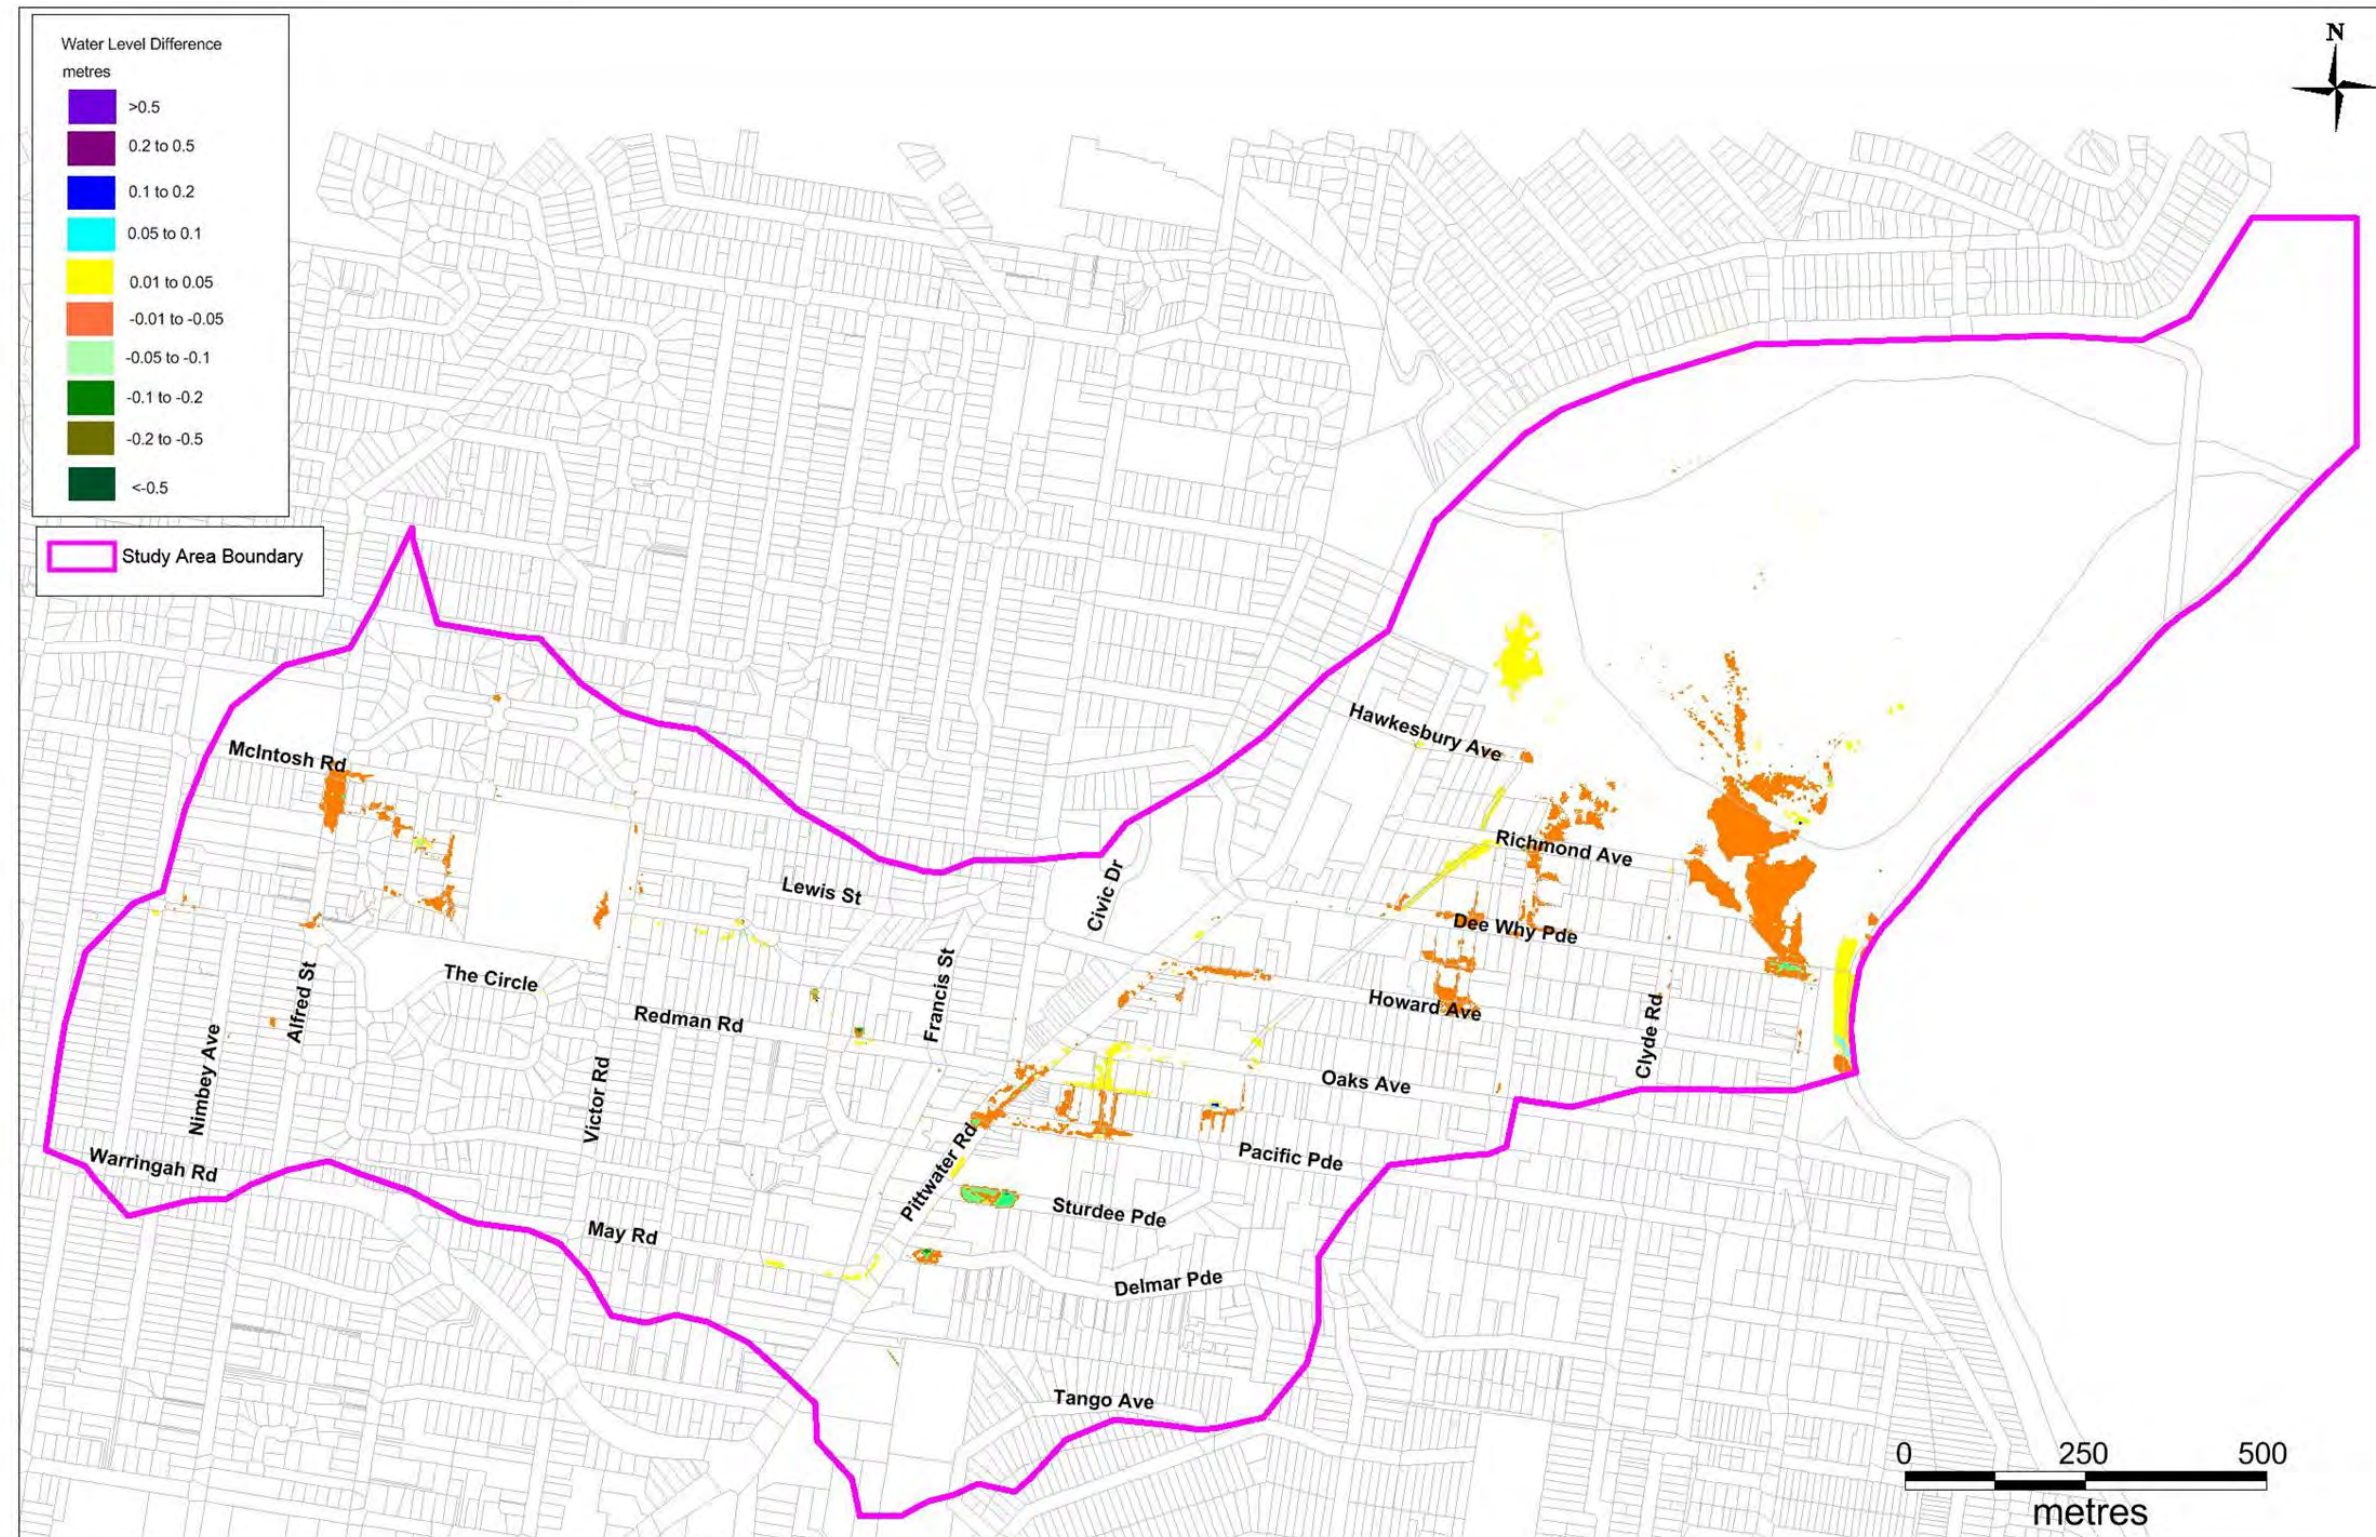 Water Level Difference
metres
>0.5
0.2 to 0.5
0.1 to 0.2
0.05 to 0.1
0.01 to 0.05
-0.01 to -0.05
-0.05 to -0.1
-0.1 to -0.2
-0.2 to -0.5
<-0.5
Study Area Boundary
N
Hawkesbury Ave
McIntosh Rd
Richmond Ave
Lewis St
Civic Dr
Dee Why Pde
The Circle
Alfred St
Francis St
Howard Ave
Redman Rd
Clyde Rd
Nimbey Ave
Victor Rd
Oaks Ave
Pacific Pde
Warringah Rd
Pittwater Rd
Sturdee Pde
May Rd
Delmar Pde
Tango Ave
0 250 500
metres